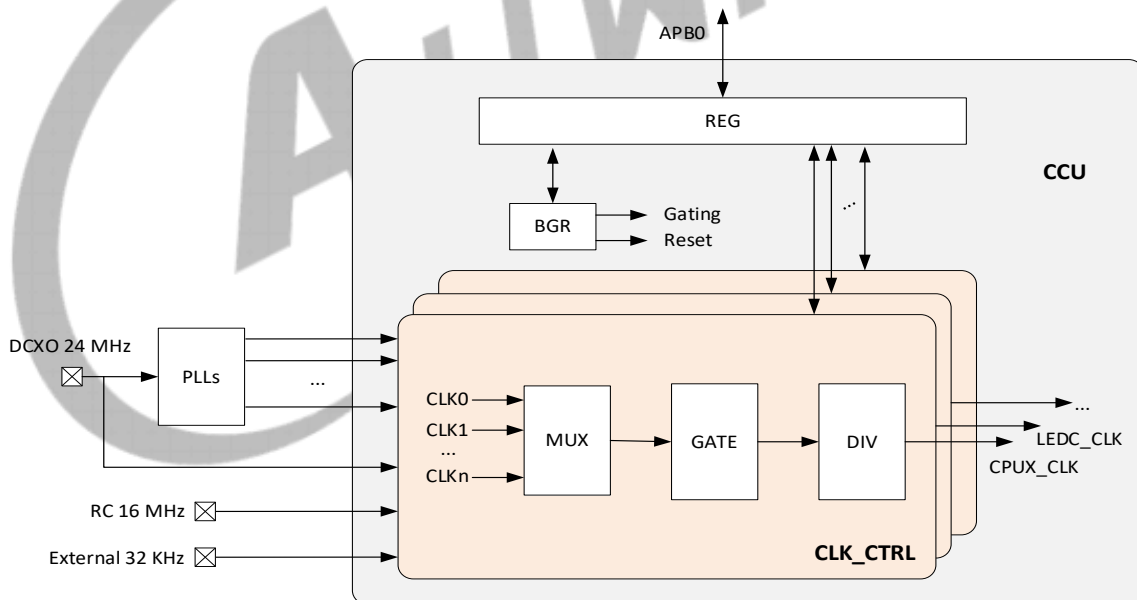 APB0
REG
CCU
BGR
Gating
Reset
DCXO 24 MHz
PLLs
...
...
CLK0
CLK1
...
CLKn
MUX
GATE
DIV
...
LEDC_CLK
CPUX_CLK
RC 16 MHz
External 32 KHz
CLK_CTRL